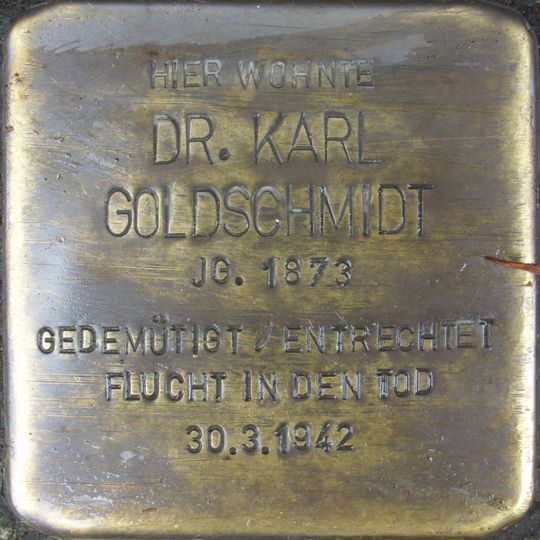 HIER WOHNTE
DR. KARL
GOLDSCHMIDT
JG. 1873
GEDEMÜTIGT / ENTRECHTET
FLUCHT IN DEN TOD
30.3.1942